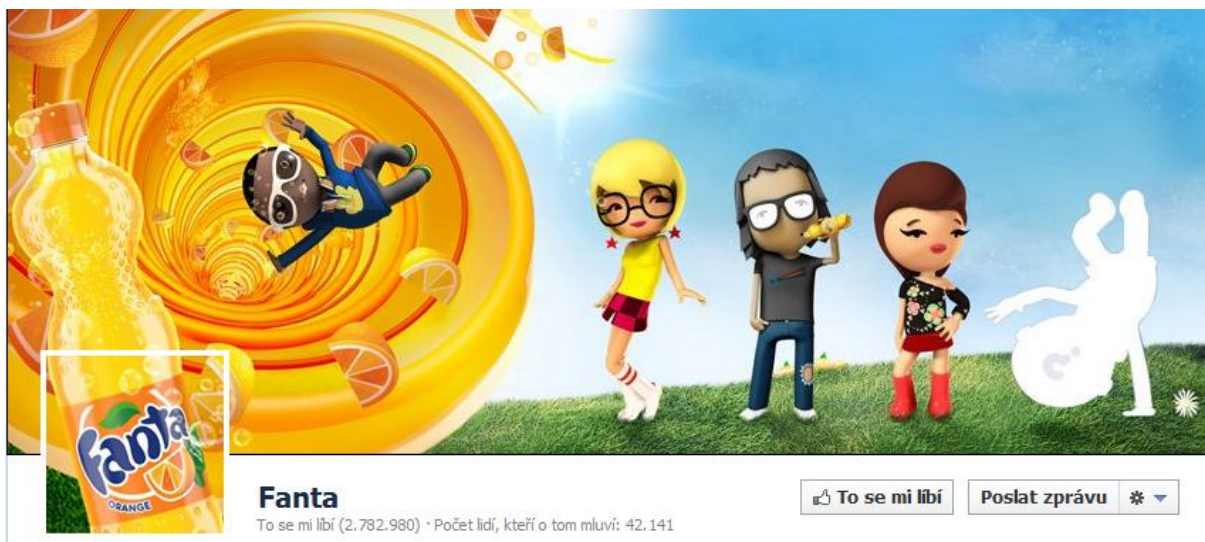 Fanta
ORANGE
Fanta
To se mi líbí
Poslat zprávu
To se mi líbí (2.782.980) · Počet lidí, kteří o tom mluví: 42.141